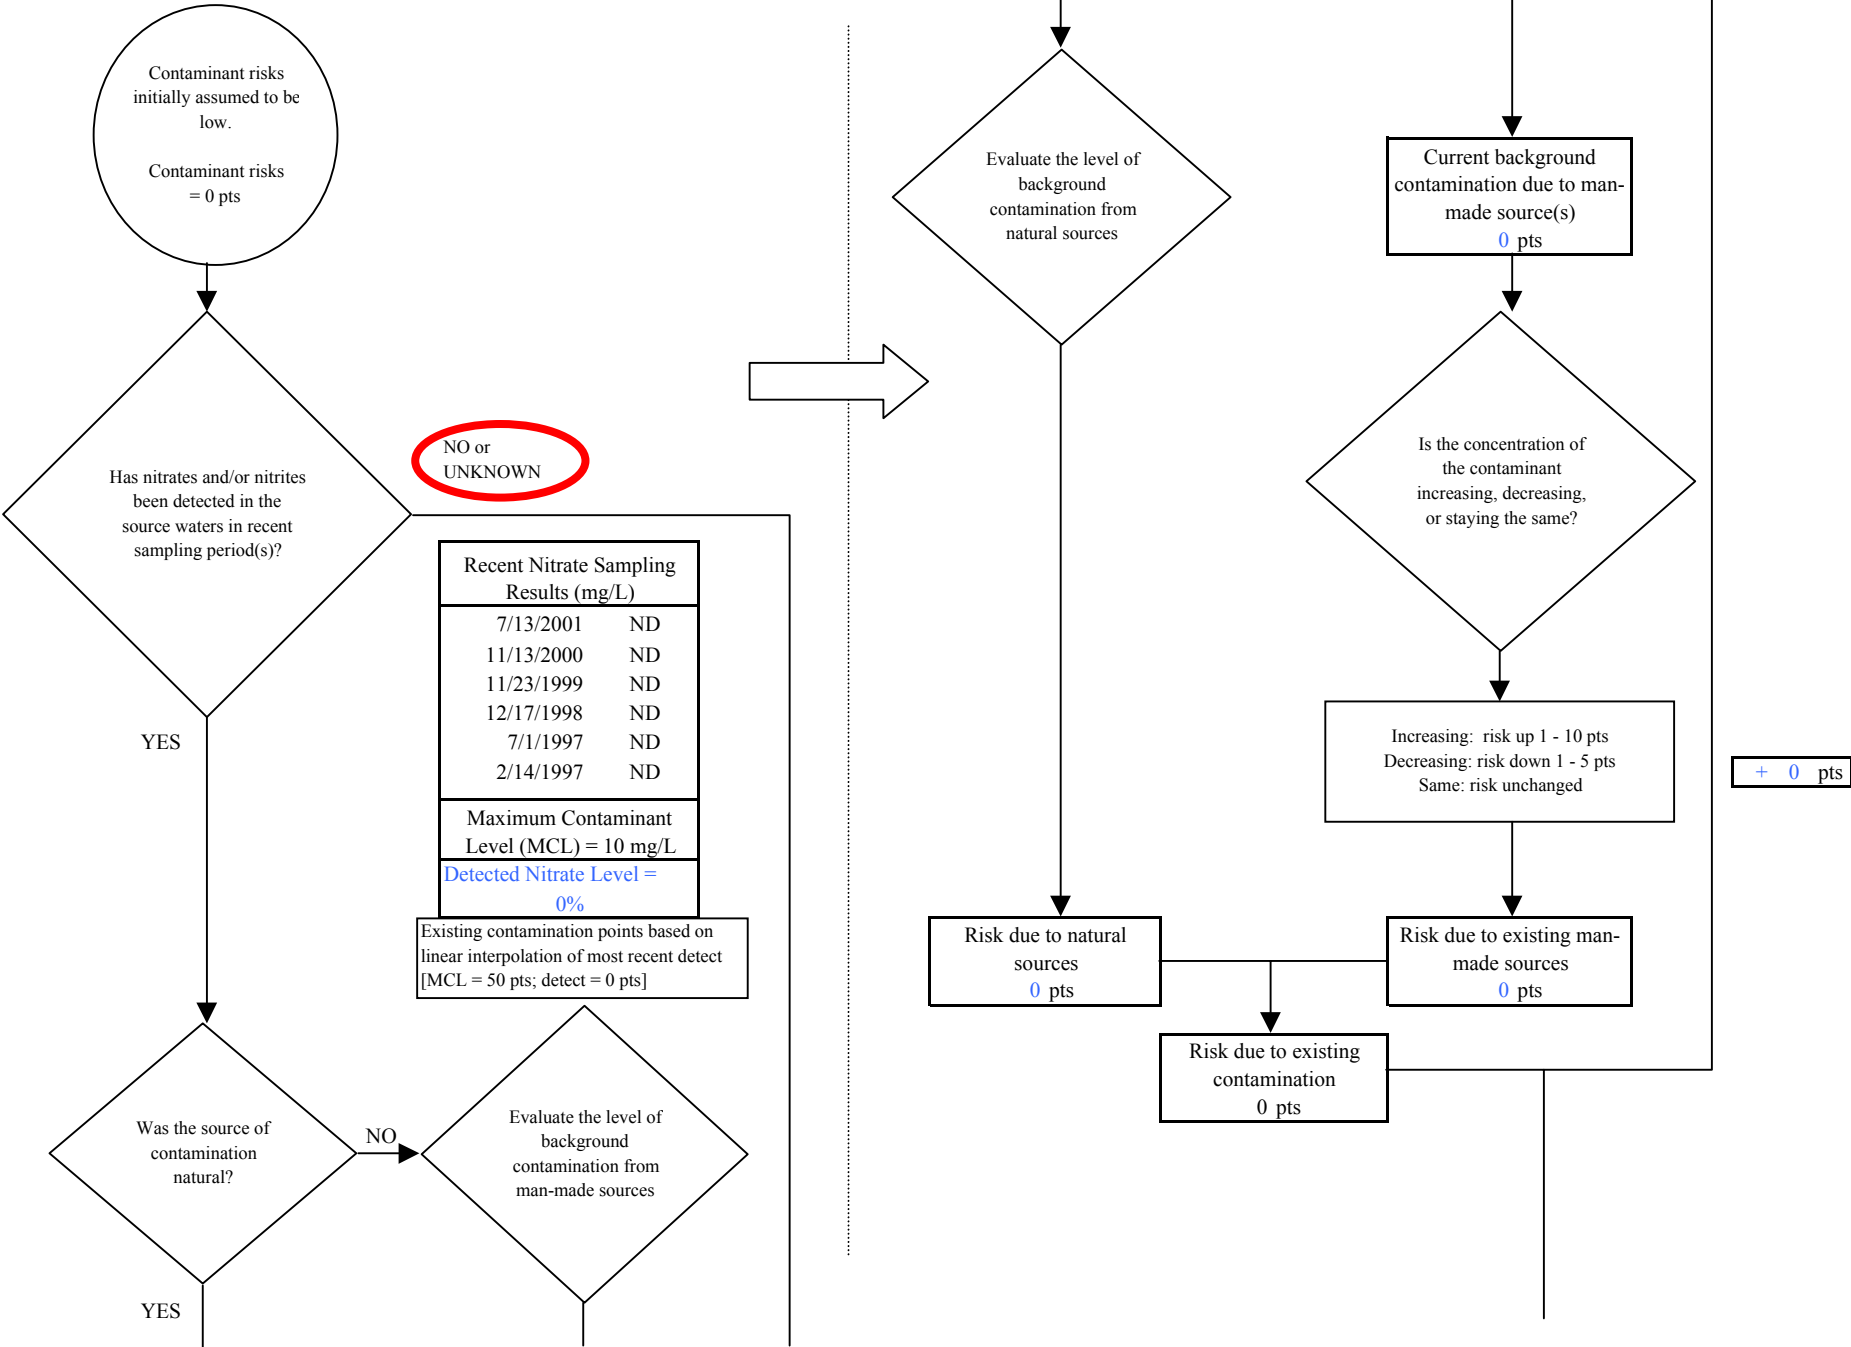 Contaminant risks
initially assumed to be
low.
Contaminant risks
= 0 pts
Has nitrates and/or nitrites
been detected in the
source waters in recent
sampling period(s)?
NO or
UNKNOWN
YES
Recent Nitrate Sampling
Results (mg/L)
7/13/2001 ND
11/13/2000 ND
11/23/1999 ND
12/17/1998 ND
7/1/1997 ND
2/14/1997 ND
Maximum Contaminant
Level (MCL) = 10 mg/L
Detected Nitrate Level =
0%
Existing contamination points based on
linear interpolation of most recent detect
[MCL = 50 pts; detect = 0 pts]
Was the source of
contamination
natural?
NO
YES
Evaluate the level of
background
contamination from
man-made sources
Evaluate the level of
background
contamination from
natural sources
Current background
contamination due to man-
made source(s)
0 pts
Is the concentration of
the contaminant
increasing, decreasing,
or staying the same?
Increasing: risk up 1 - 10 pts
Decreasing: risk down 1 - 5 pts
Same: risk unchanged
+ 0 pts
Risk due to natural
sources
0 pts
Risk due to existing man-
made sources
0 pts
Risk due to existing
contamination
0 pts